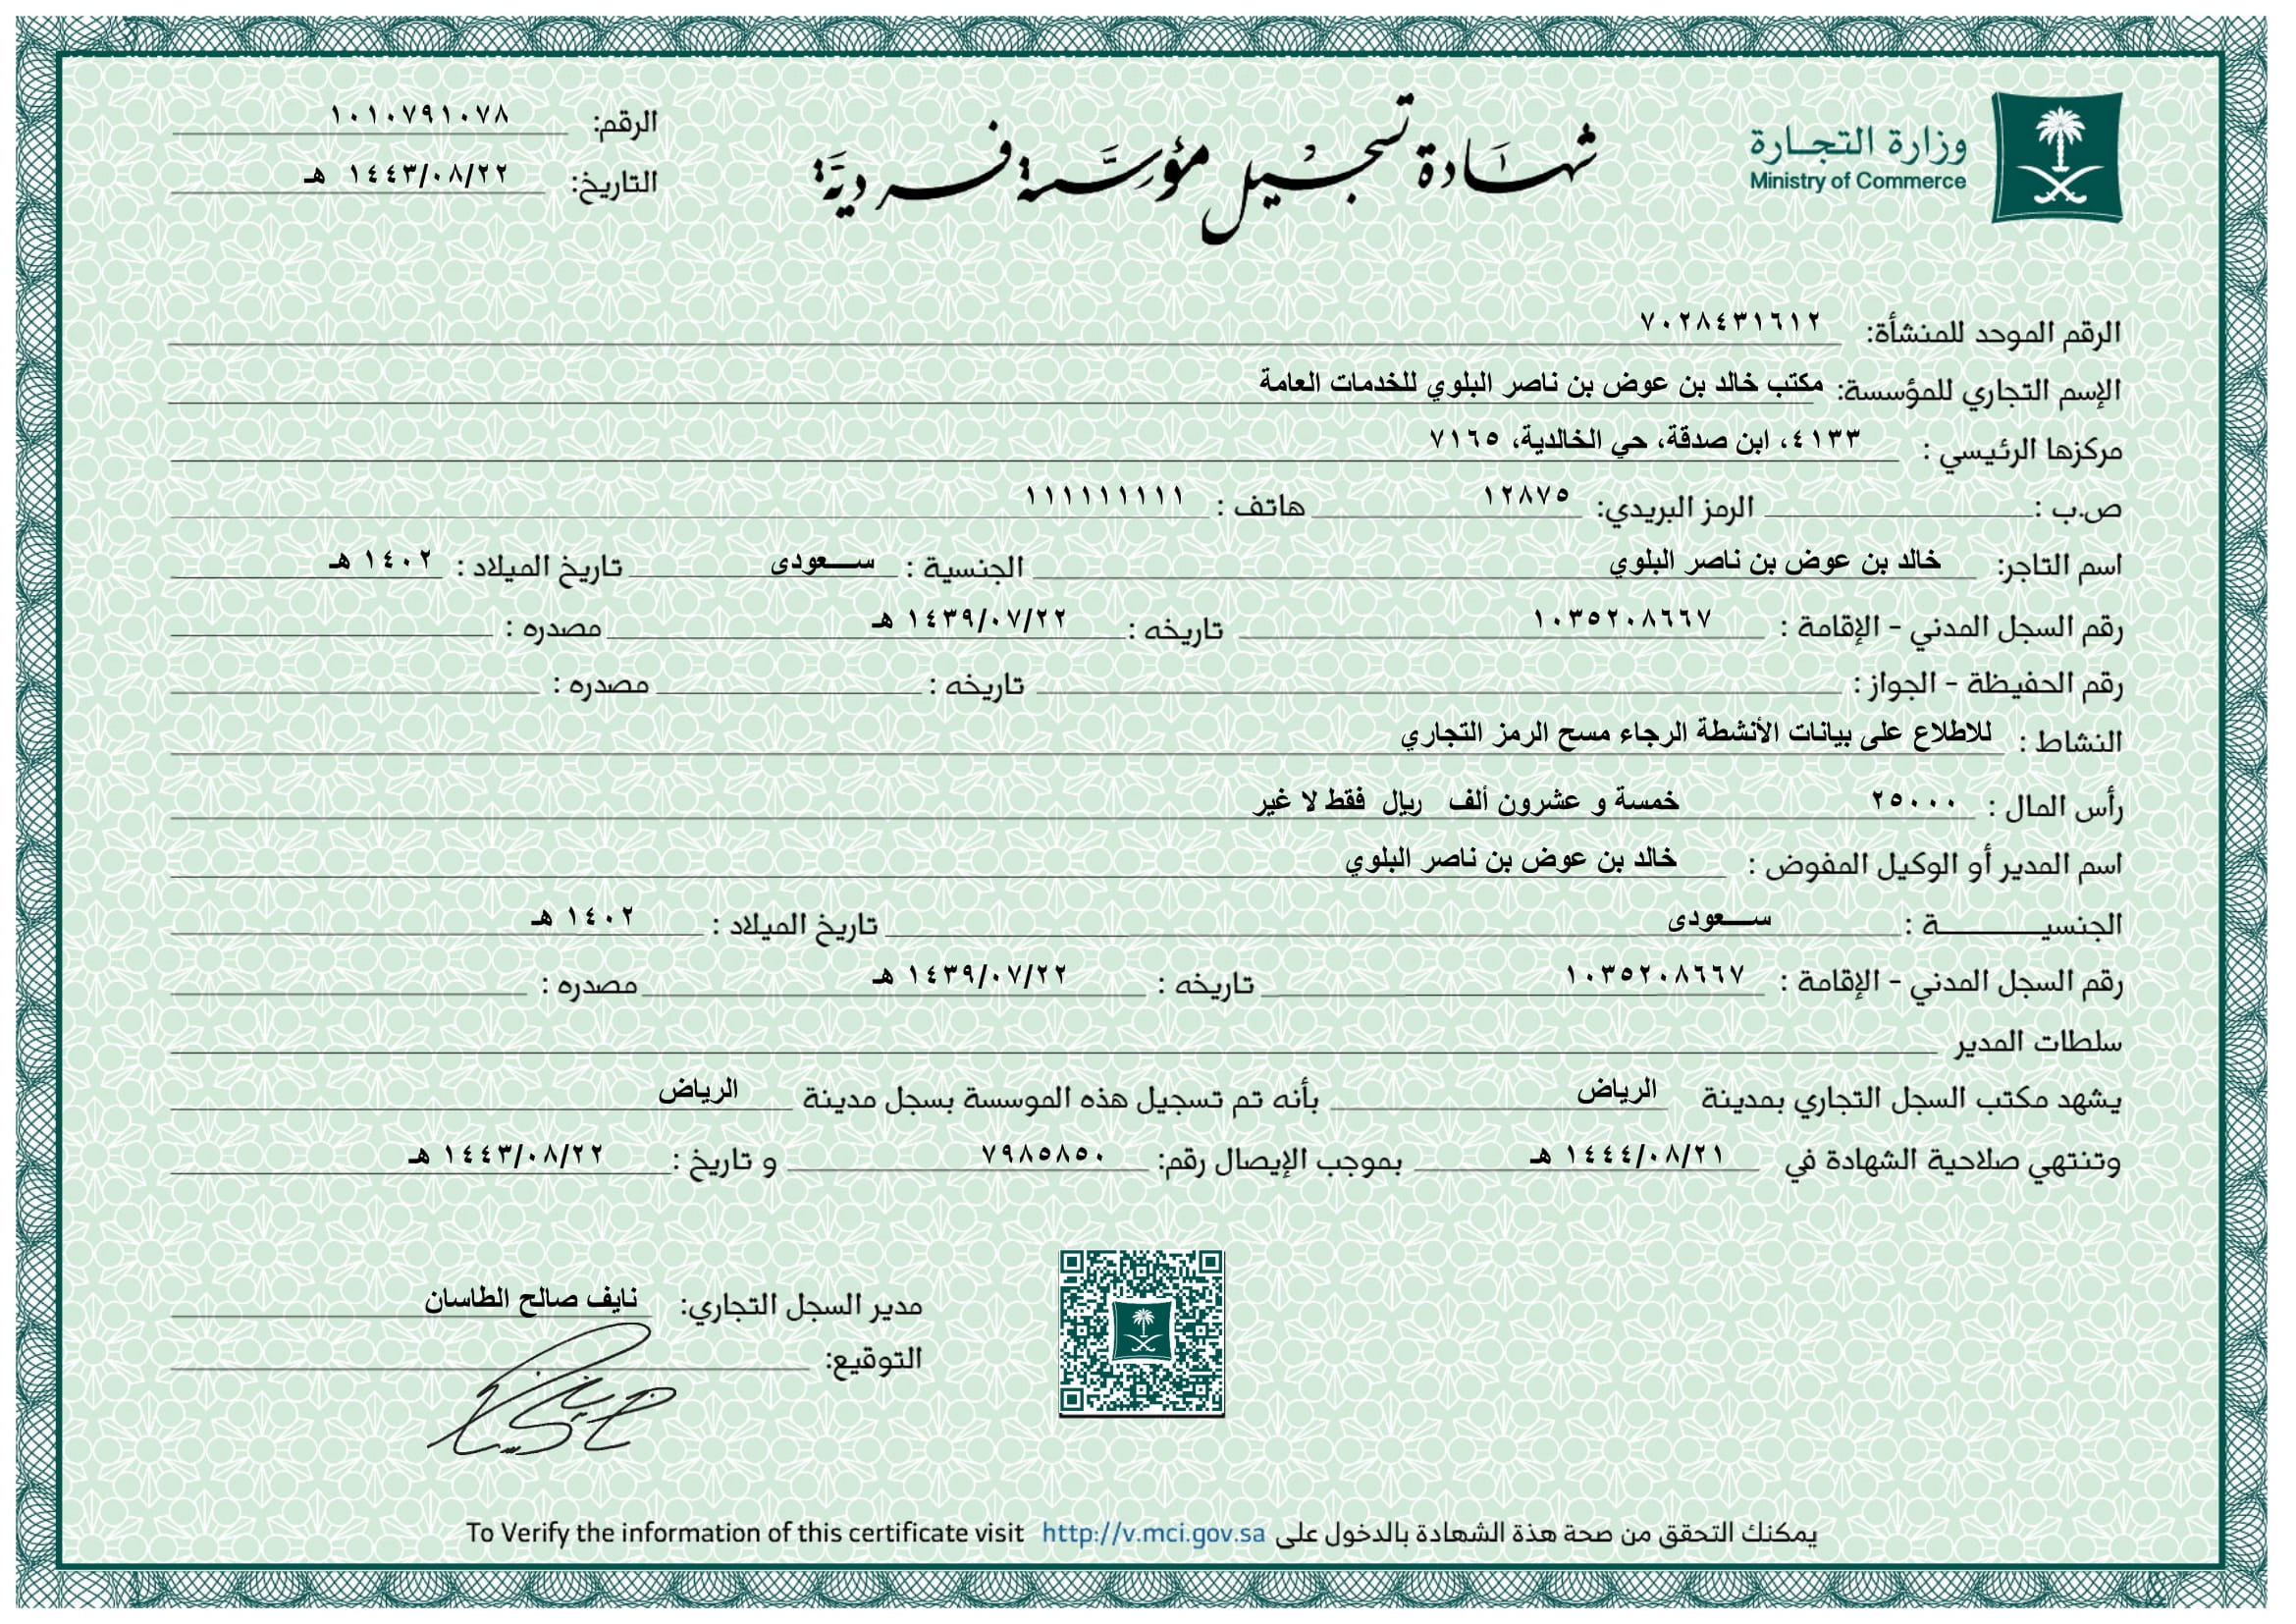 وزارة التجارة
Ministry of Commerce
شهادة تسجيل مؤسسة فردية
الرقم: ١٠١٠٧٩١٠٧٨
التاريخ: ١٤٤٣/٠٨/٢٢ هـ
الرقم الموحد للمنشأة: ٧٠٢٨٤٣١٦١٢
الإسم التجاري للمؤسسة: مكتب خالد بن عوض بن ناصر البلوي للخدمات العامة
مركزها الرئيسي : ٤١٣٣، ابن صدقة، حي الخالدية، ٧١٦٥
ص.ب : الرمز البريدي: ١٢٨٧٥ هاتف : ١١١١١١١١١
اسم التاجر: خالد بن عوض بن ناصر البلوي الجنسية : ســعودى تاريخ الميلاد : ١٤٠٢ هـ
رقم السجل المدني - الإقامة : ١٠٣٥٢٠٨٦٦٧ تاريخه : ١٤٣٩/٠٧/٢٢ هـ مصدره :
رقم الحفيظة - الجواز : تاريخه : مصدره :
النشاط : للاطلاع على بيانات الأنشطة الرجاء مسح الرمز التجاري
رأس المال : ٢٥٠٠٠ خمسة و عشرون ألف ريال فقط لا غير
اسم المدير أو الوكيل المفوض : خالد بن عوض بن ناصر البلوي
الجنسيــــــــة : ســعودى تاريخ الميلاد : ١٤٠٢ هـ
رقم السجل المدني - الإقامة : ١٠٣٥٢٠٨٦٦٧ تاريخه : ١٤٣٩/٠٧/٢٢ هـ مصدره :
سلطات المدير
يشهد مكتب السجل التجاري بمدينة الرياض بأنه تم تسجيل هذه الموسسة بسجل مدينة الرياض
وتنتهي صلاحية الشهادة في ١٤٤٤/٠٨/٢١ هـ بموجب الإيصال رقم: ٧٩٨٥٨٥٠ و تاريخ : ١٤٤٣/٠٨/٢٢ هـ
مدير السجل التجاري: نايف صالح الطاسان
التوقيع:
يمكنك التحقق من صحة هذة الشهادة بالدخول على http://v.mci.gov.sa To Verify the information of this certificate visit